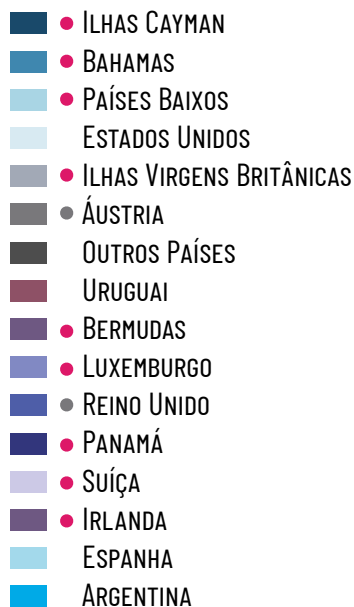 Ilhas Cayman
Bahamas
Países Baixos
Estados Unidos
Ilhas Virgens Britânicas
Áustria
Outros Países
Uruguai
Bermudas
Luxemburgo
Reino Unido
Panamá
Suíça
Irlanda
Espanha
Argentina